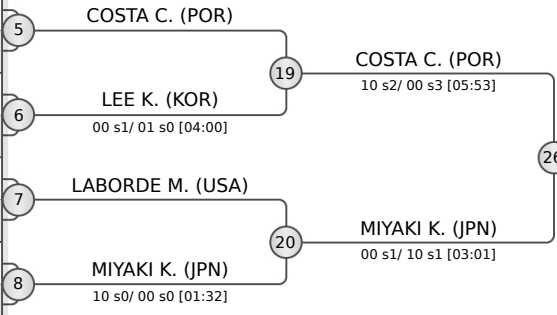 COSTA C. (POR)
5
19
COSTA C. (POR)
10 s2/ 00 s3 [05:53]
LEE K. (KOR)
6
00 s1/ 01 s0 [04:00]
26
LABORDE M. (USA)
7
20
MIYAKI K. (JPN)
00 s1/ 10 s1 [03:01]
MIYAKI K. (JPN)
8
10 s0/ 00 s0 [01:32]